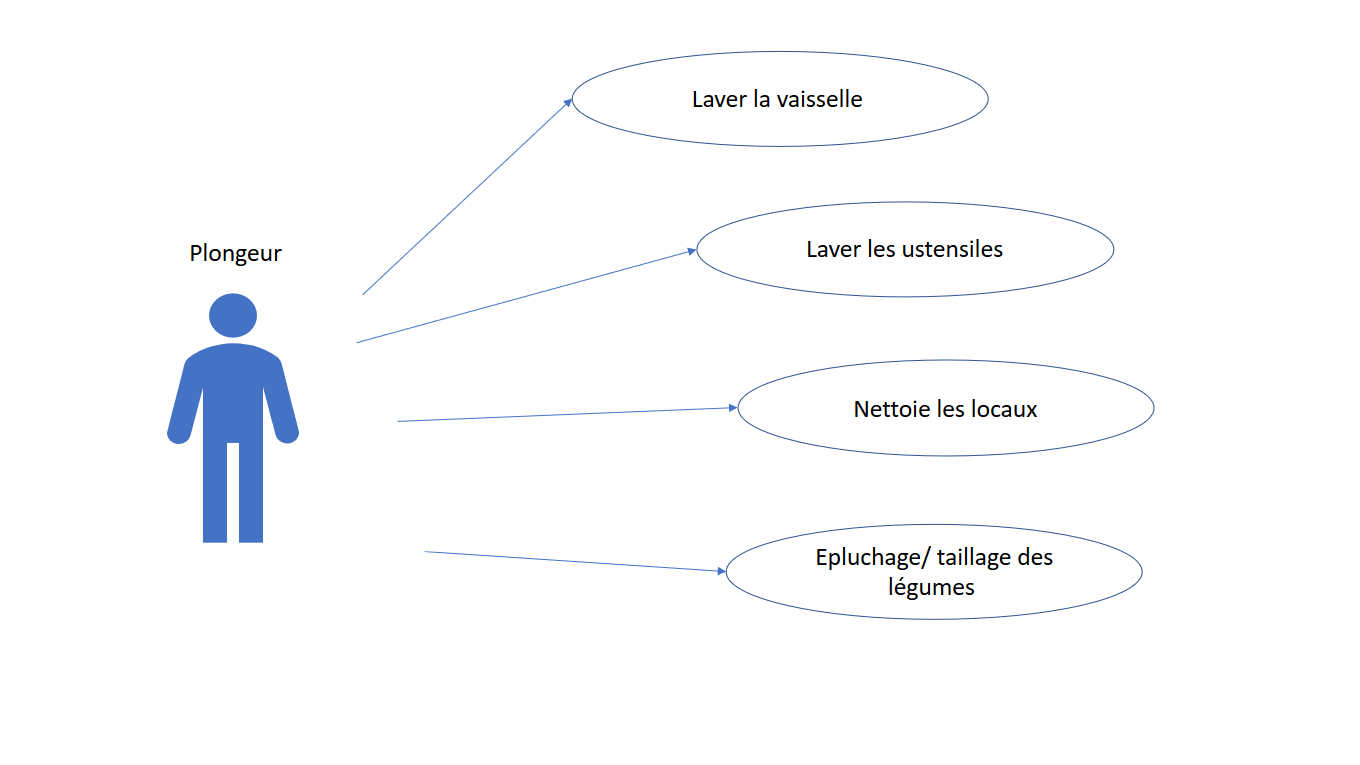 Laver la vaisselle
Plongeur
Laver les ustensiles
Nettoie les locaux
Epluchage/ taillage des
légumes